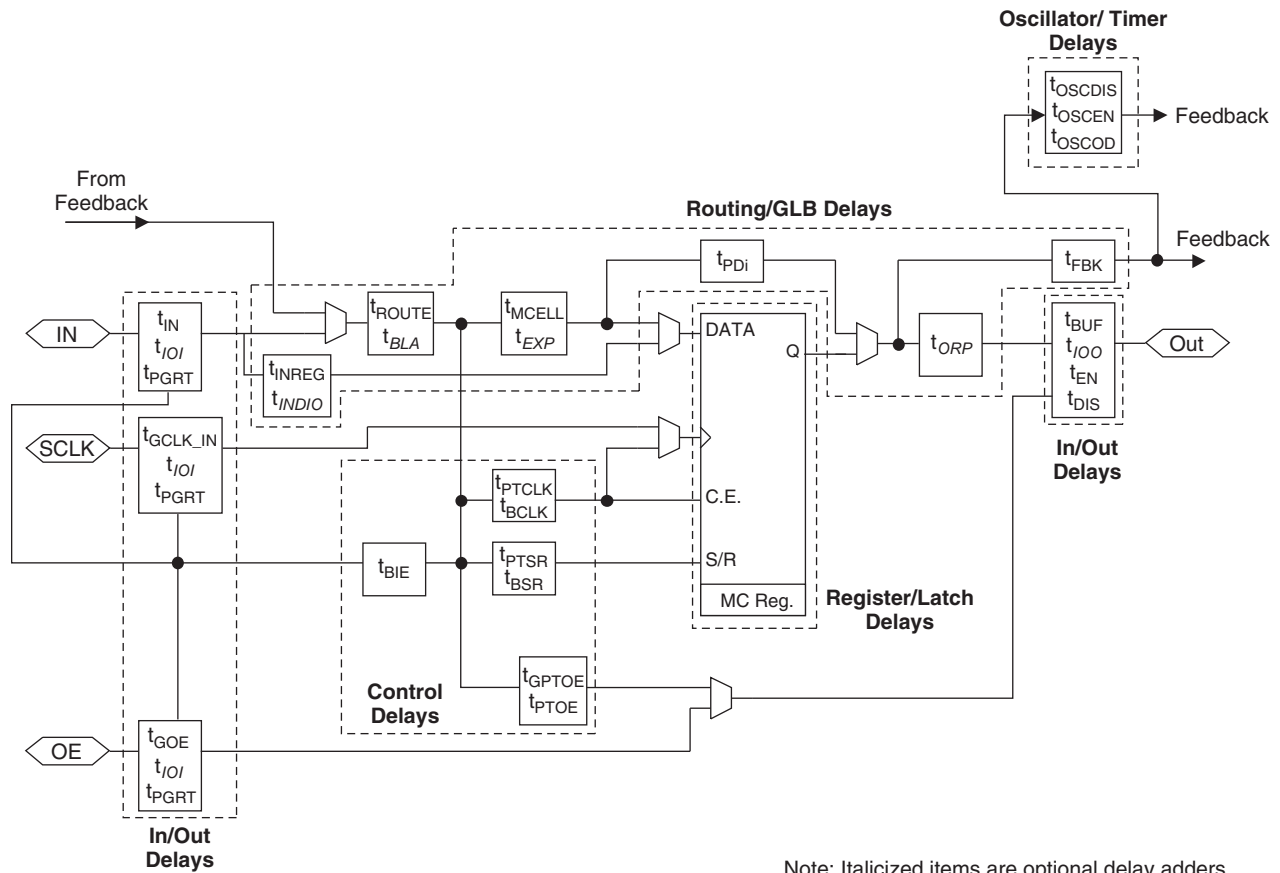 Oscillator/ Timer
Delays
tOSCDIS
tOSCEN
tOSCOD
Feedback
From
Feedback
Routing/GLB Delays
Feedback
tPDi
tFBK
IN
tIN
tIOI
tPGRT
tROUTE
tBLA
tMCELL
tEXP
DATA
Q
tORP
tBUF
tIOO
tEN
tDIS
Out
tINREG
tINDIO
SCLK
tGCLK_IN
tIOI
tPGRT
In/Out
Delays
tPTCLK
tBCLK
C.E.
tBIE
tPTSR
tBSR
S/R
MC Reg.
Register/Latch
Delays
Control
Delays
tGPTOE
tPTOE
OE
tGOE
tIOI
tPGRT
In/Out
Delays
Note: Italicized items are optional delay adders